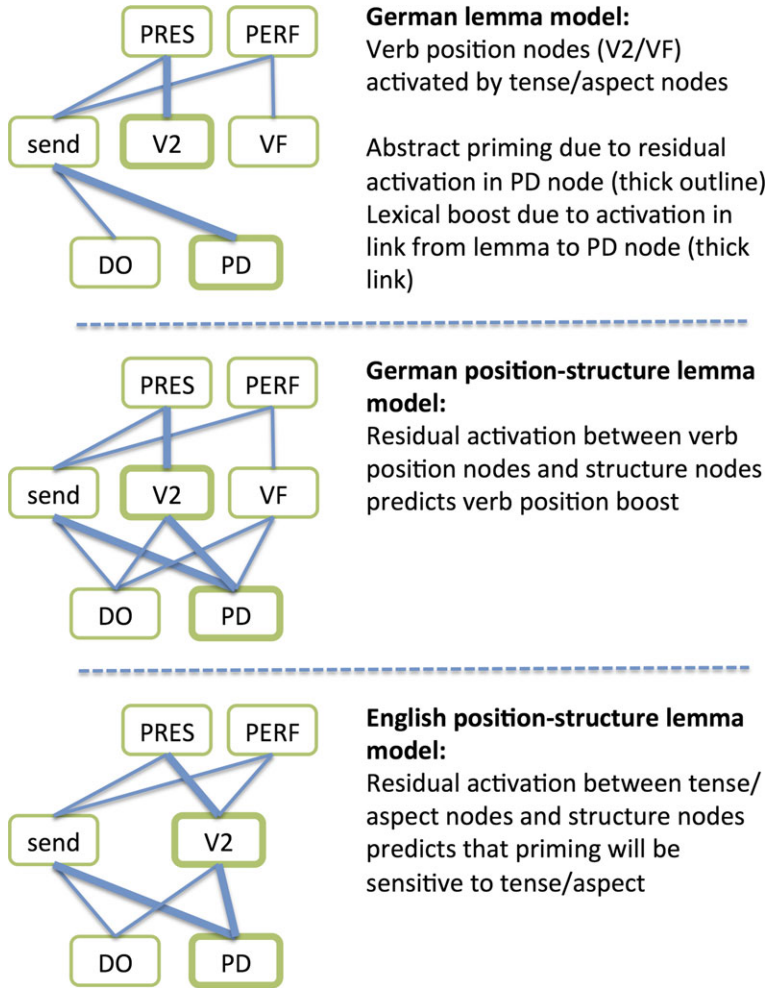 PRES PERF
send V2 VF
DO PD
German lemma model:
Verb position nodes (V2/VF)
activated by tense/aspect nodes
Abstract priming due to residual
activation in PD node (thick outline)
Lexical boost due to activation in
link from lemma to PD node (thick
link)
PRES PERF
send V2 VF
DO PD
German position-structure lemma
model:
Residual activation between verb
position nodes and structure nodes
predicts verb position boost
PRES PERF
send V2
DO PD
English position-structure lemma
model:
Residual activation between tense/
aspect nodes and structure nodes
predicts that priming will be
sensitive to tense/aspect